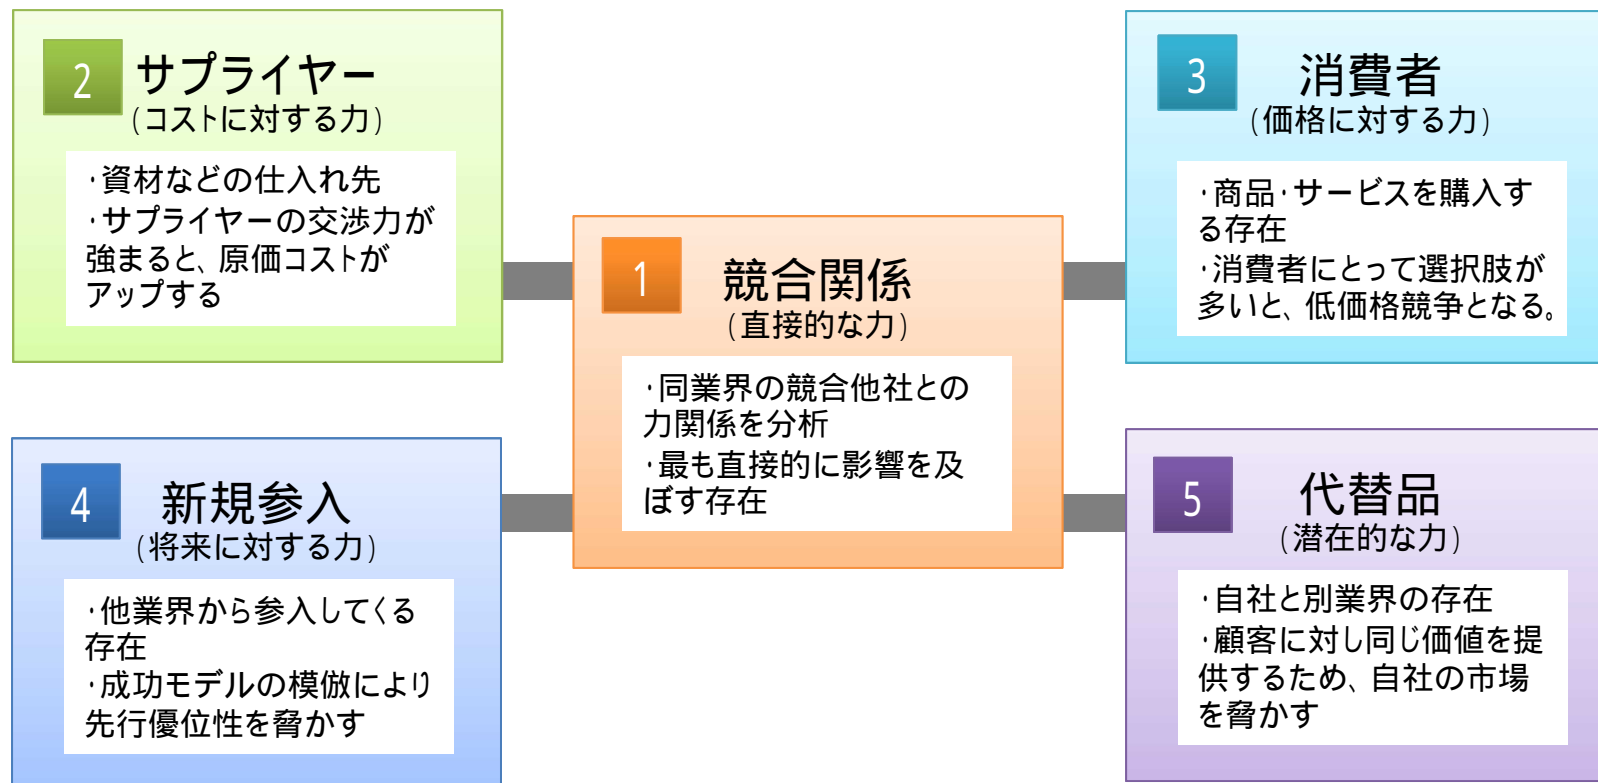 2
サプライヤー
(コストに対する力)
・資材などの仕入れ先
・サプライヤーの交渉力が
強まると、原価コストが
アップする
3
消費者
(価格に対する力)
・商品・サービスを購入す
る存在
・消費者にとって選択肢が
多いと、低価格競争となる。
1
競合関係
(直接的な力)
・同業界の競合他社との
力関係を分析
・最も直接的に影響を及
ぼす存在
4
新規参入
(将来に対する力)
・他業界から参入してくる
存在
・成功モデルの模倣により
先行優位性を脅かす
5
代替品
(潜在的な力)
・自社と別業界の存在
・顧客に対し同じ価値を提
供するため、自社の市場
を脅かす